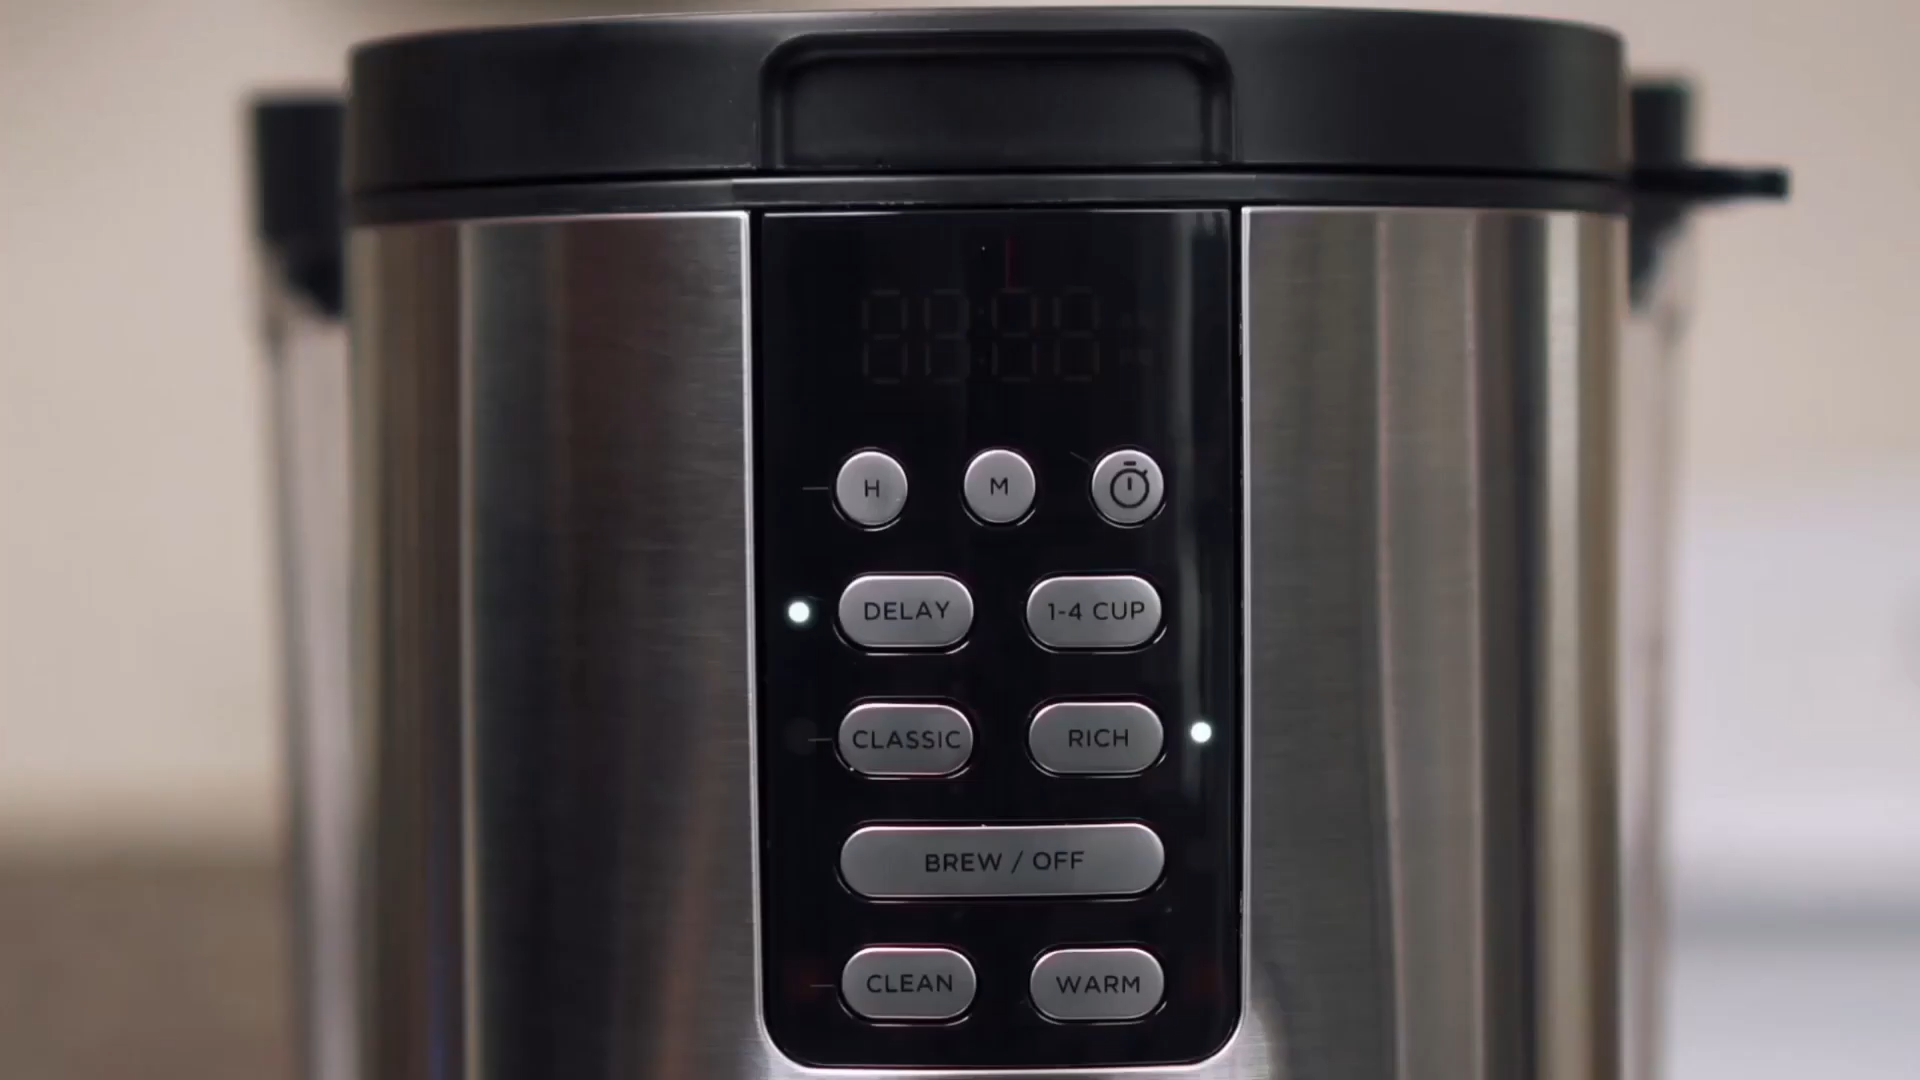 H M
DELAY 1-4 CUP
CLASSIC RICH
BREW / OFF
CLEAN WARM